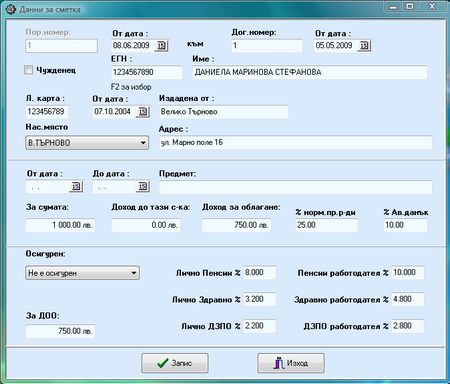 Данни за сметка
Пор.номер: От дата : Дог.номер: От дата :
1 08.06.2009 15 към 1 05.05.2009 15
ЕГН : Име :
Чужденец 1234567890 ДАНИЕЛА МАРИНОВА СТЕФАНОВА
F2 за избор
Л. карта : От дата : Издадена от :
123456789 07.10.2004 15 Велико Търново
Нас.място Адрес :
В.ТЪРНОВО ул. Марно поле 16
От дата : До дата : Предмет:
. . 15 . . 15
За сумата: Доход до тази с-ка: Доход за облагане: % норм.пр.р-ди % Ав.данък
1 000.00 лв. 0.00 лв. 750.00 лв. 25.00 10.00
Осигурен:
Не е осигурен Лично Пенсии % 8.000 Пенсии работодател % 10.000
Лично Здравно % 3.200 Здравно работодател % 4.800
За ДОО:
750.00 лв. Лично ДЗПО % 2.200 ДЗПО работодател % 2.800
Запис Изход